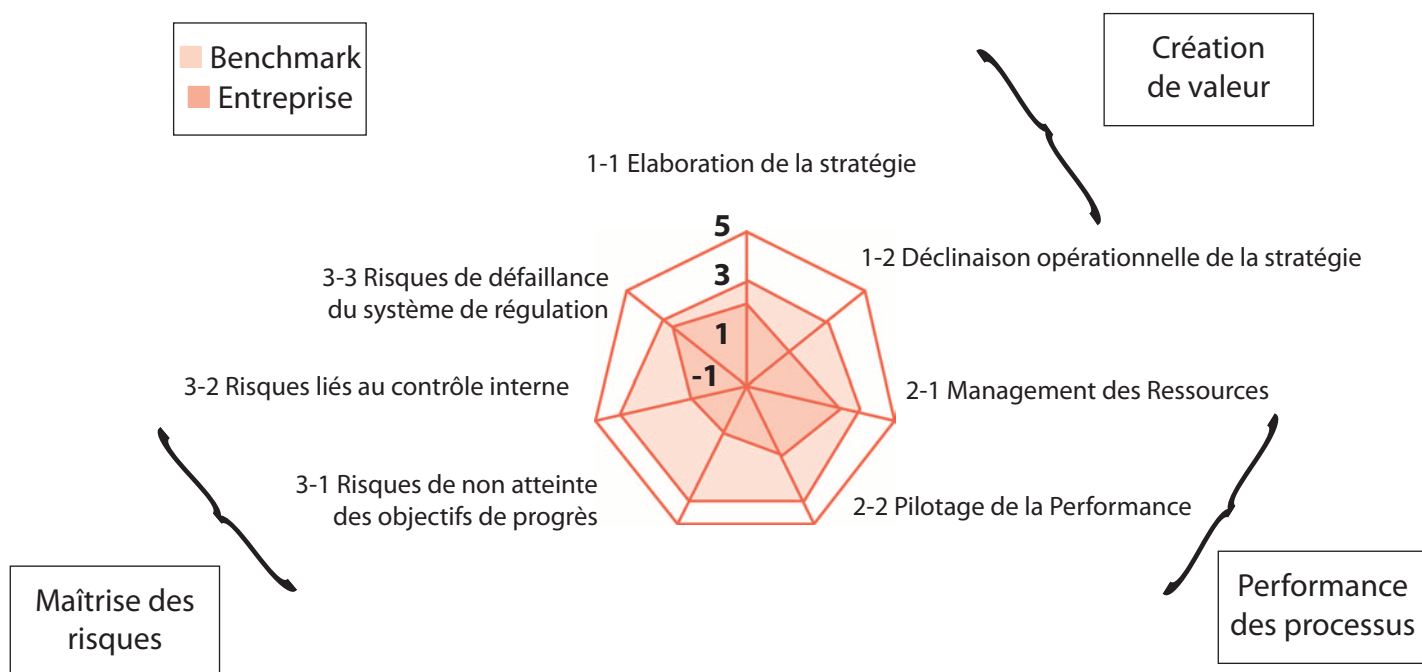 Benchmark
Entreprise
Création
de valeur
1-1 Elaboration de la stratégie
5
1-2 Déclinaison opérationnelle de la stratégie
3-3 Risques de défaillance
du système de régulation
3
1
3-2 Risques liés au contrôle interne
-1
2-1 Management des Ressources
3-1 Risques de non atteinte
des objectifs de progrès
2-2 Pilotage de la Performance
Maîtrise des
risques
Performance
des processus